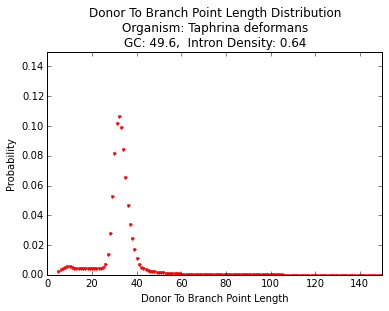 Donor To Branch Point Length Distribution
Organism: Taphrina deformans
GC: 49.6,  Intron Density: 0.64
0.14
0.12
0.10
0.08
0.06
0.04
0.02
0.00
Probability
0 20 40 60 80 100 120 140
Donor To Branch Point Length